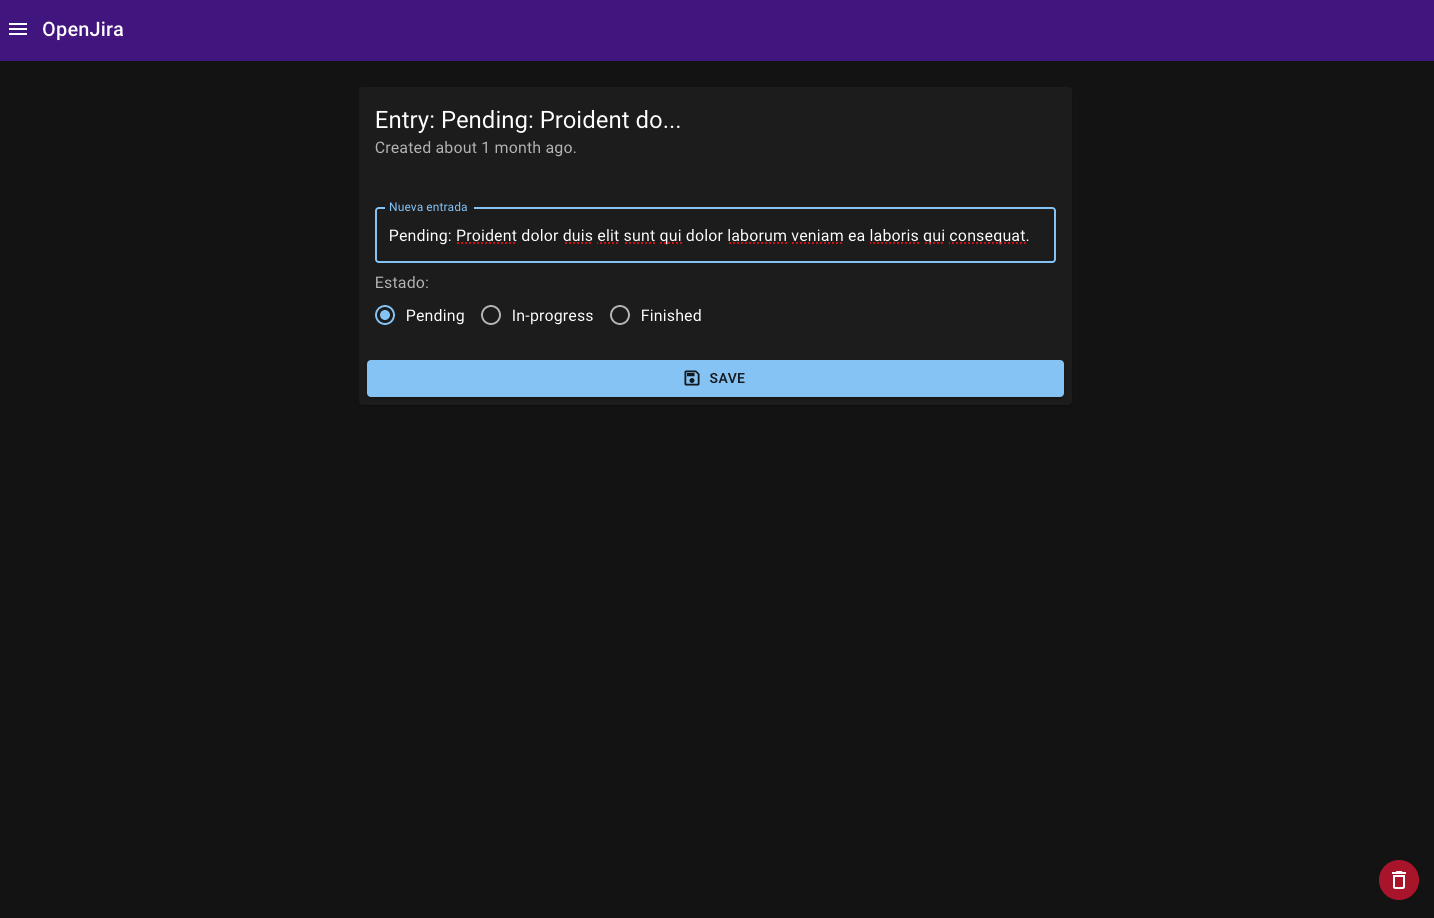 OpenJira
Entry: Pending: Proident do...
Created about 1 month ago.
Nueva entrada
Pending: Proident dolor duis elit sunt qui dolor laborum veniam ea laboris qui consequat.
Estado:
Pending In-progress Finished
SAVE